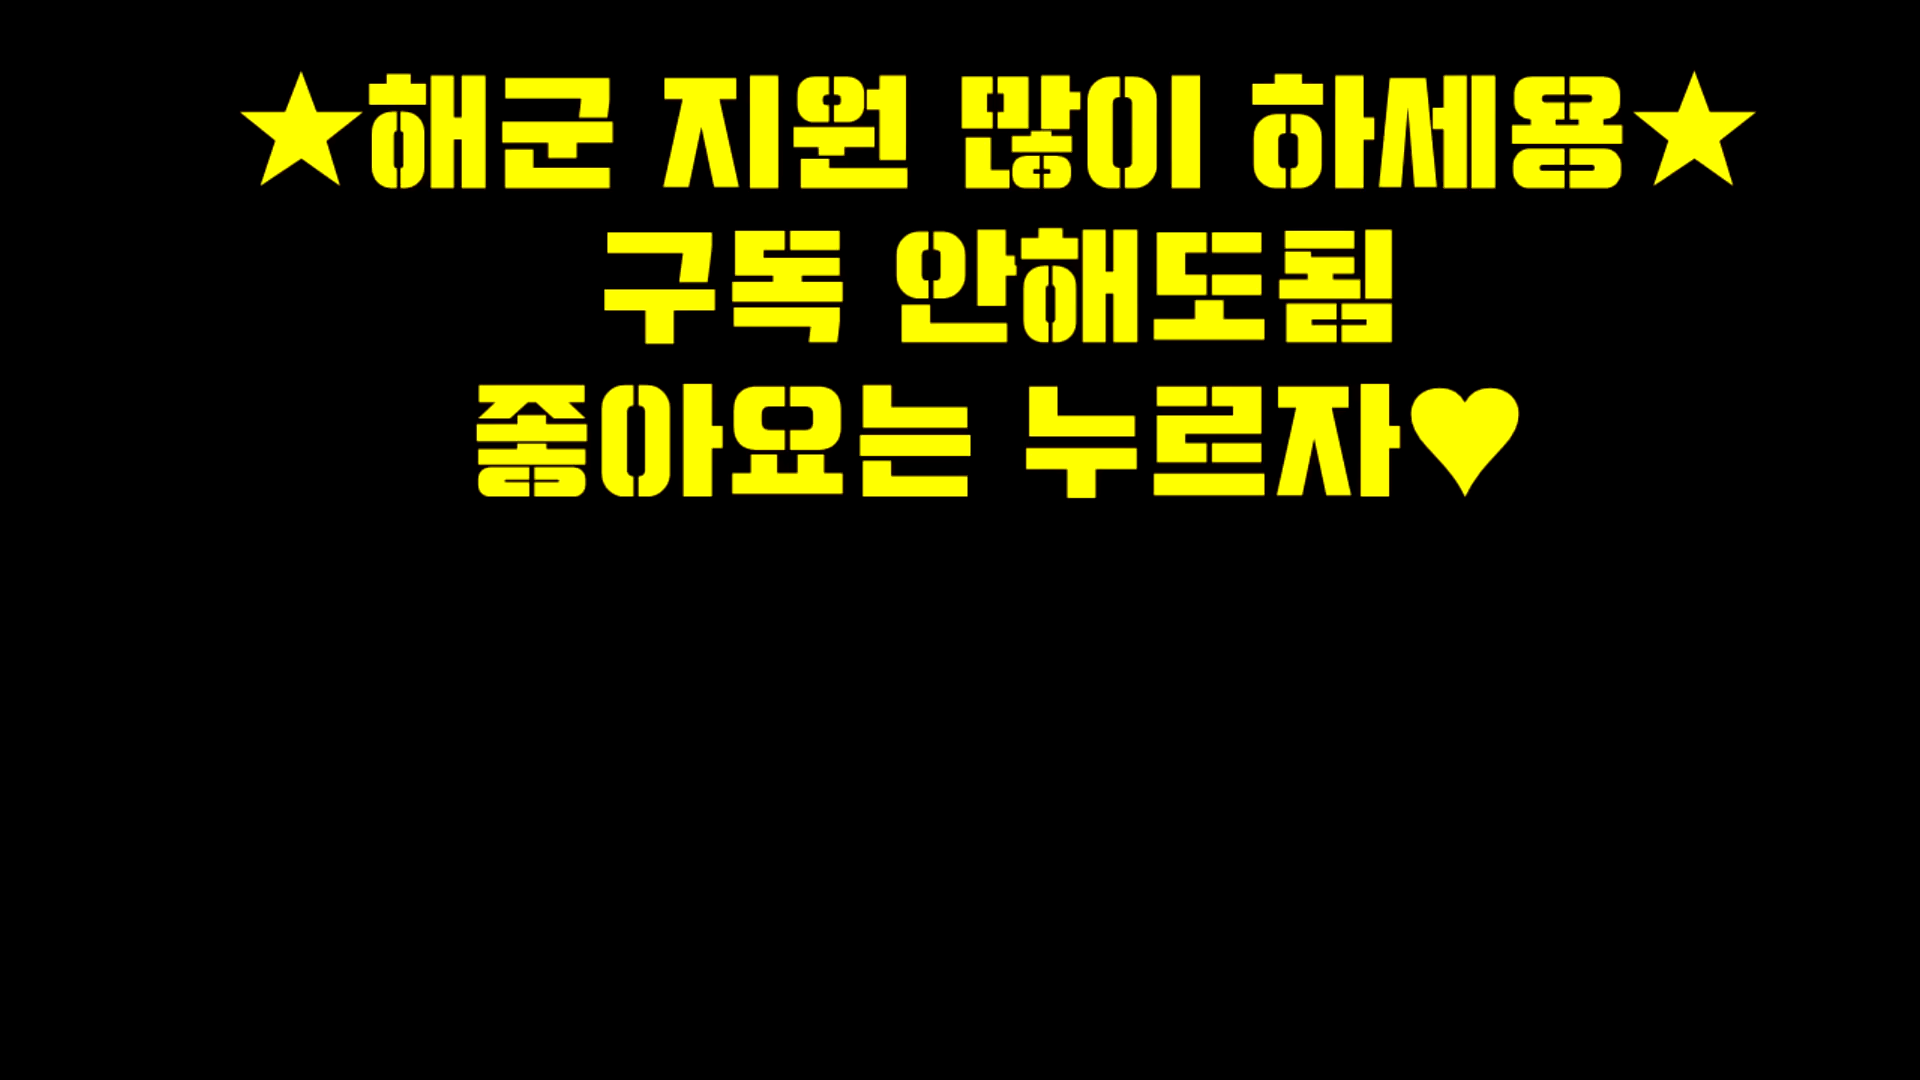 ★해군 지원 많이 하세용★
구독 안해도됨
좋아요는 누르자♥